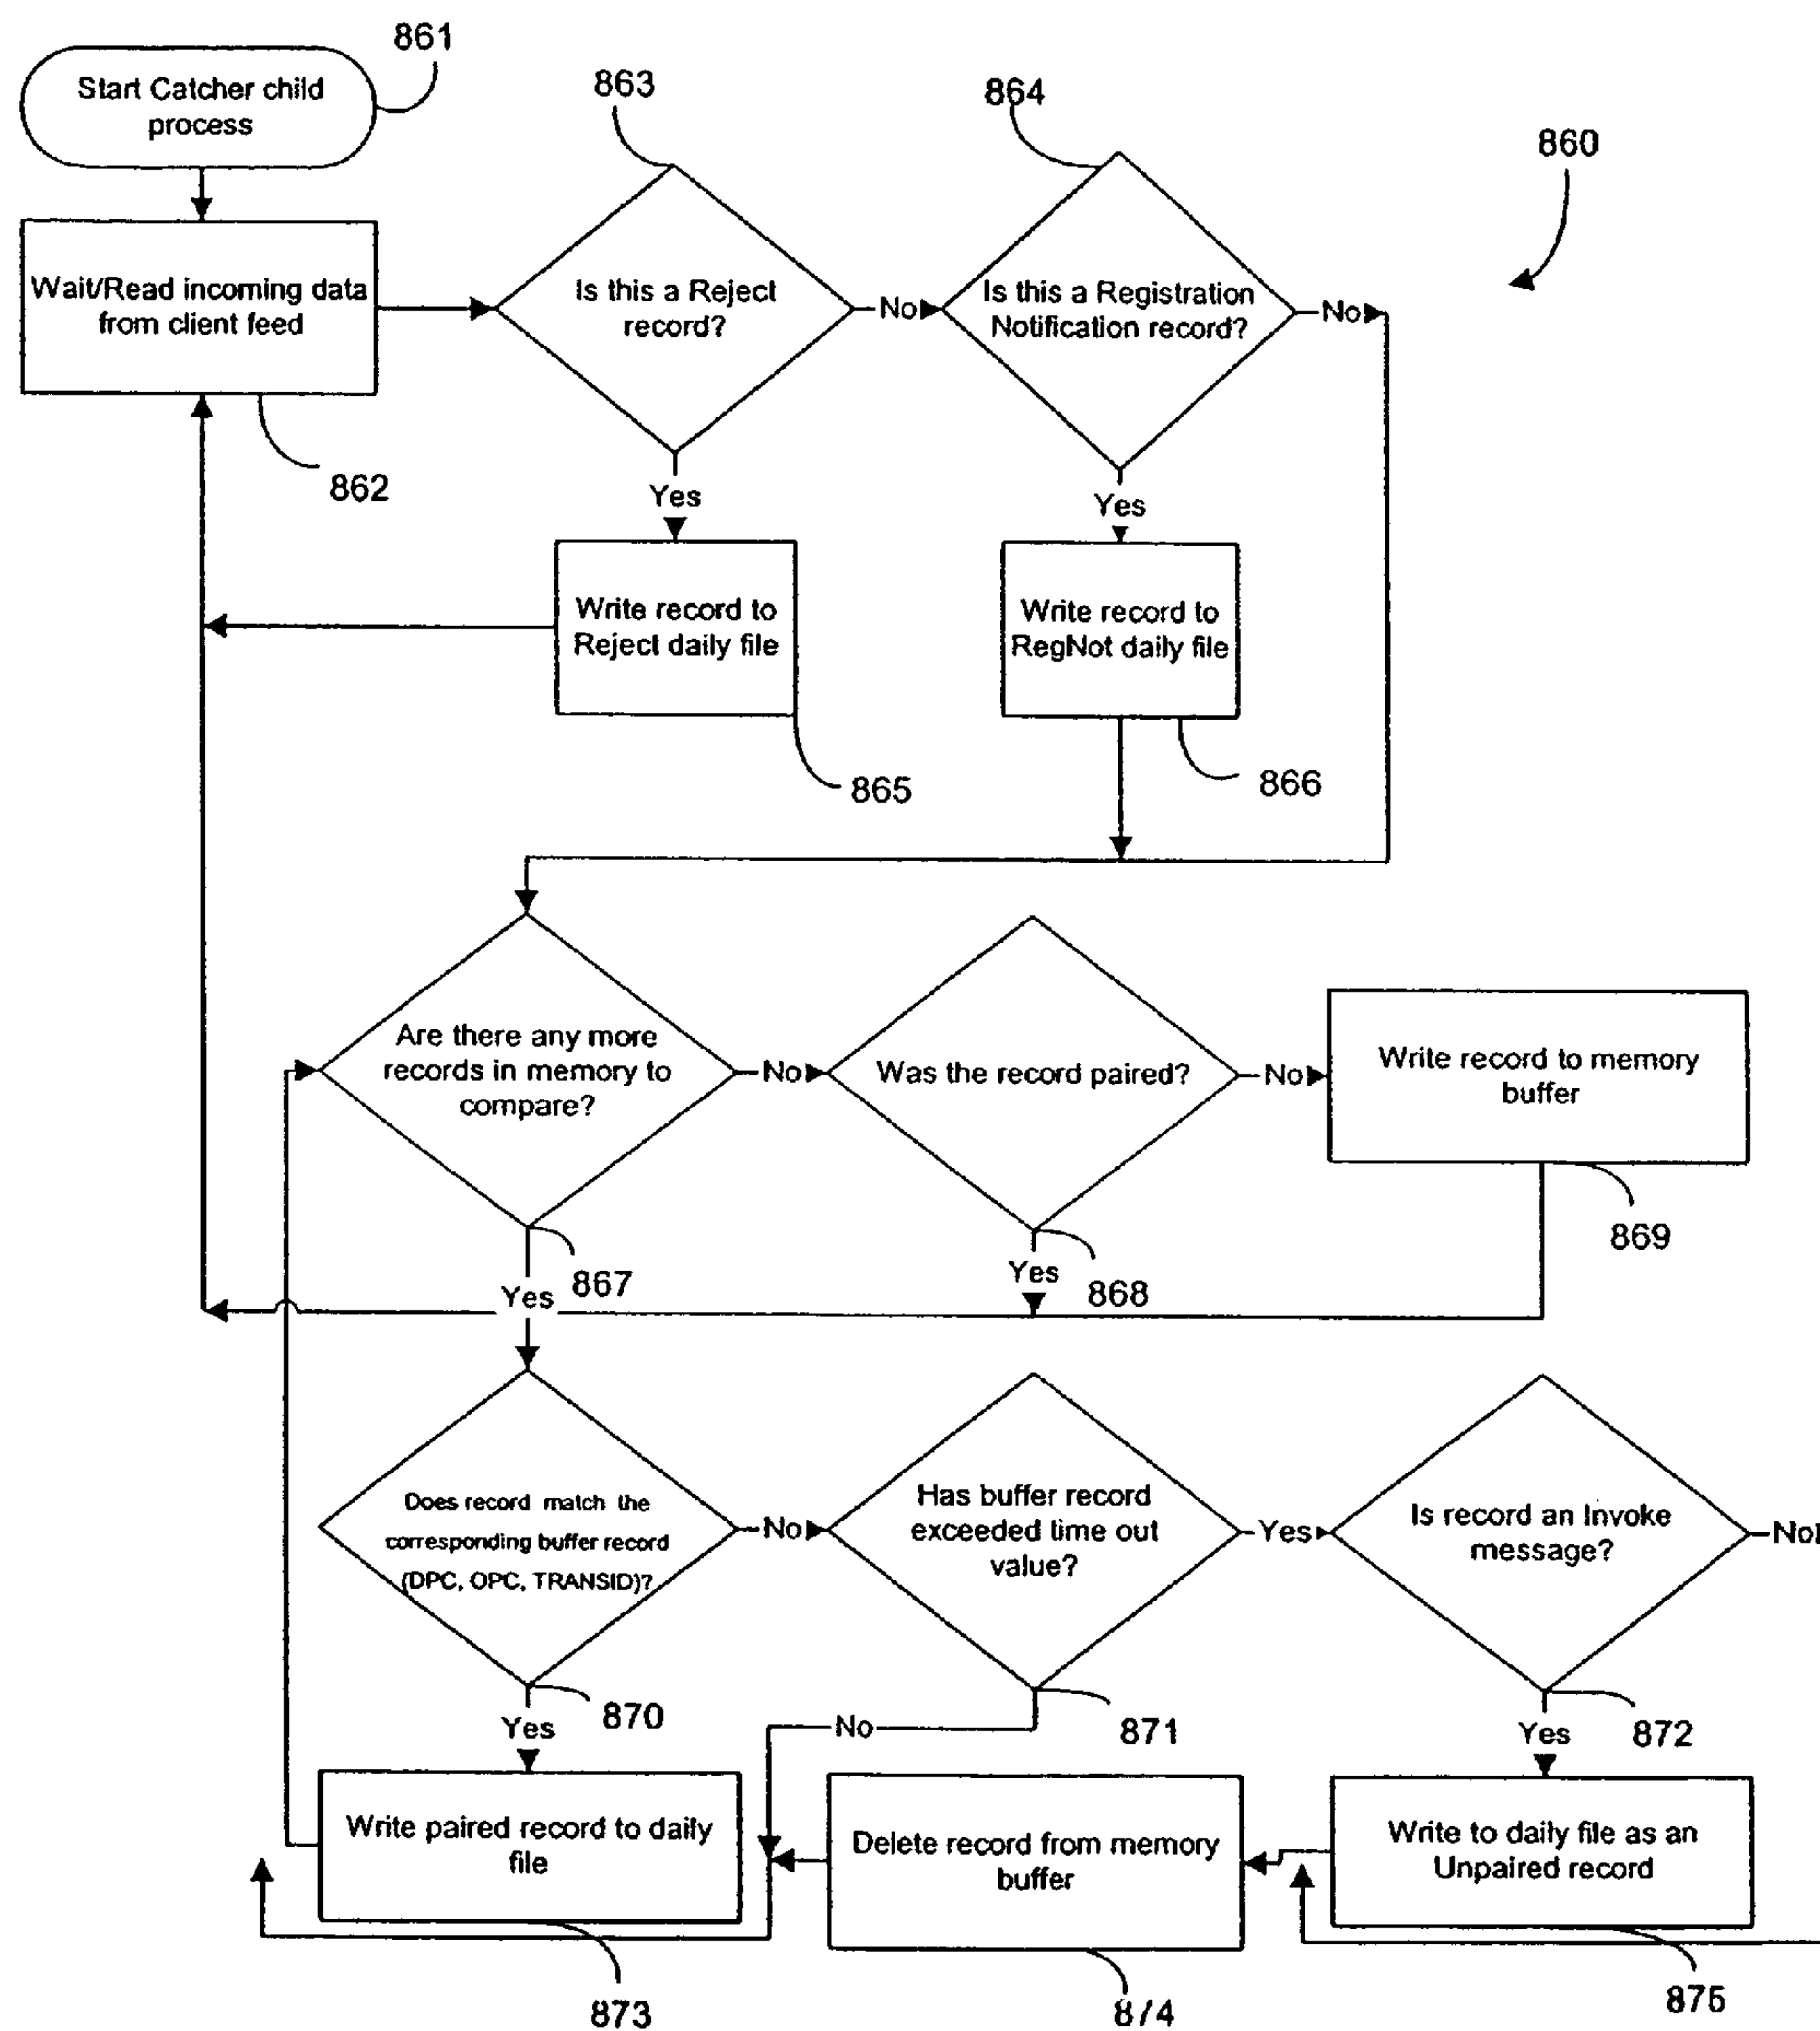 861
Start Catcher child
process
863
864
860
Wait/Read incoming data
from client feed
Is this a Reject
record?
No
Is this a Registration
Notification record?
No
862
Yes
Yes
Write record to
Reject daily file
Write record to
RegNot daily file
865
866
Are there any more
records in memory to
compare?
No
Was the record paired?
No
Write record to memory
buffer
869
867
Yes
868
Yes
Does record match the
corresponding buffer record
(DPC, OPC, TRANSID)?
No
Has buffer record
exceeded time out
value?
Yes
Is record an Invoke
message?
No
870
Yes
No
871
872
Yes
Write paired record to daily
file
Delete record from memory
buffer
Write to daily file as an
Unpaired record
873
874
875